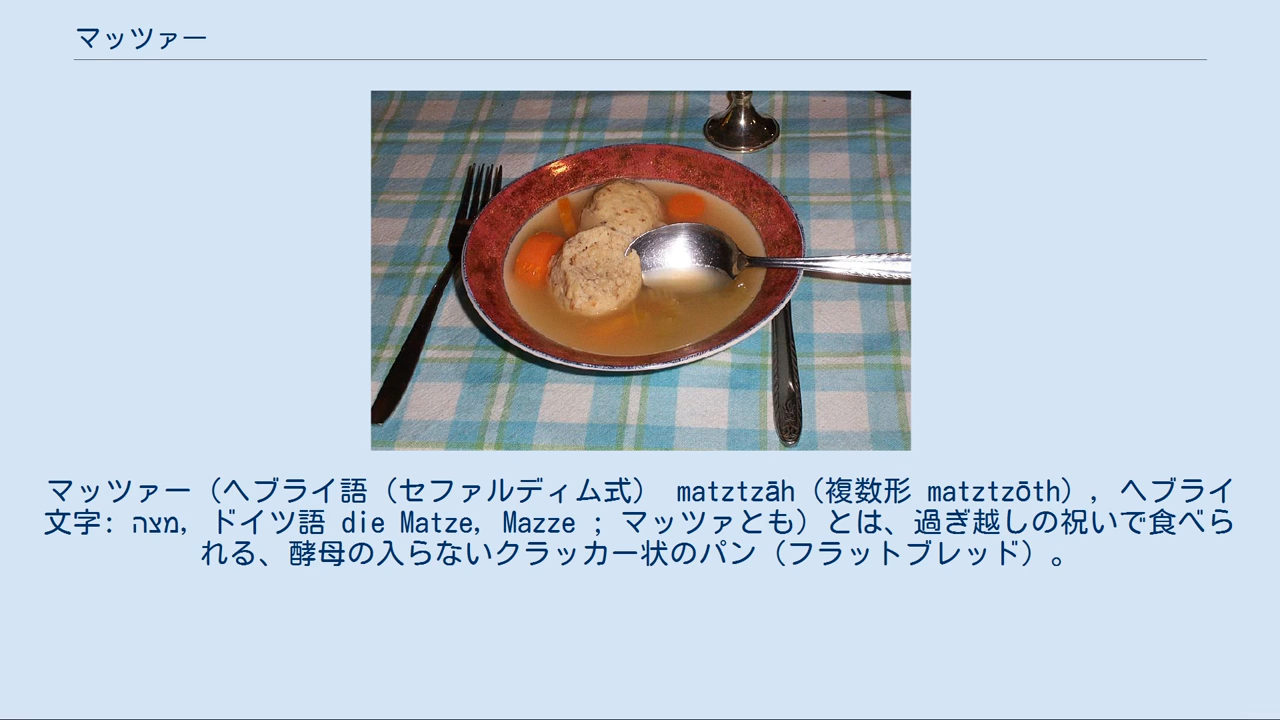 マッツァー
マッツァー（ヘブライ語（セファルディム式） matztzāh（複数形 matztzōth）, ヘブライ
文字: מצה, ドイツ語 die Matze, Mazze ; マッツァとも）とは、過ぎ越しの祝いで食べら
れる、酵母の入らないクラッカー状のパン（フラットブレッド）。